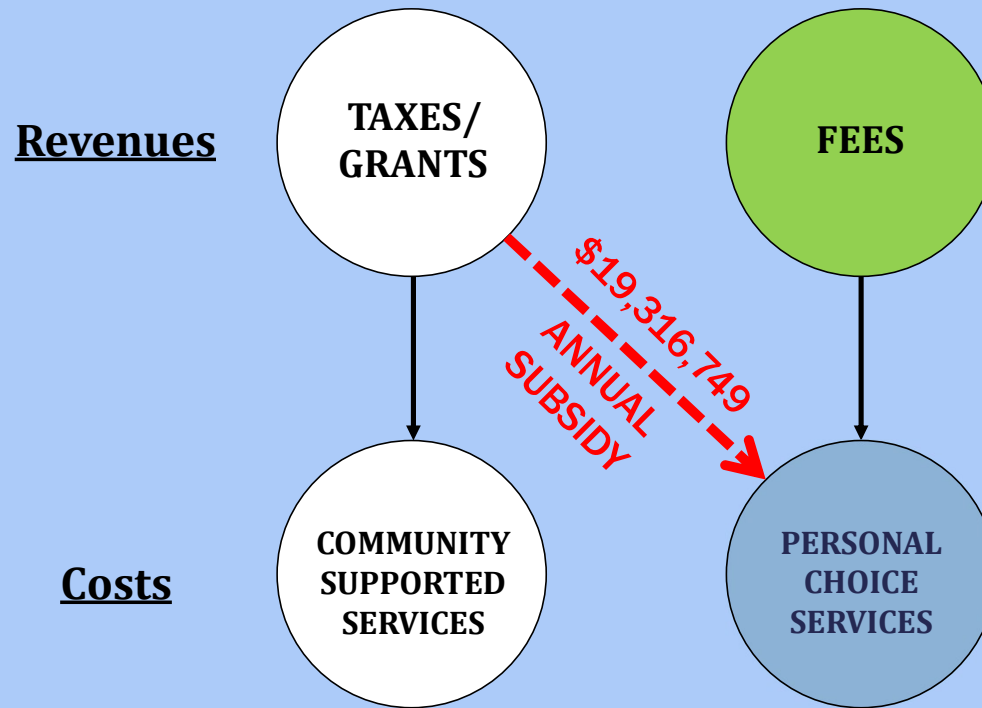 Revenues
TAXES/
GRANTS
FEES
$19,316,749
ANNUAL
SUBSIDY
Costs
COMMUNITY
SUPPORTED
SERVICES
PERSONAL
CHOICE
SERVICES